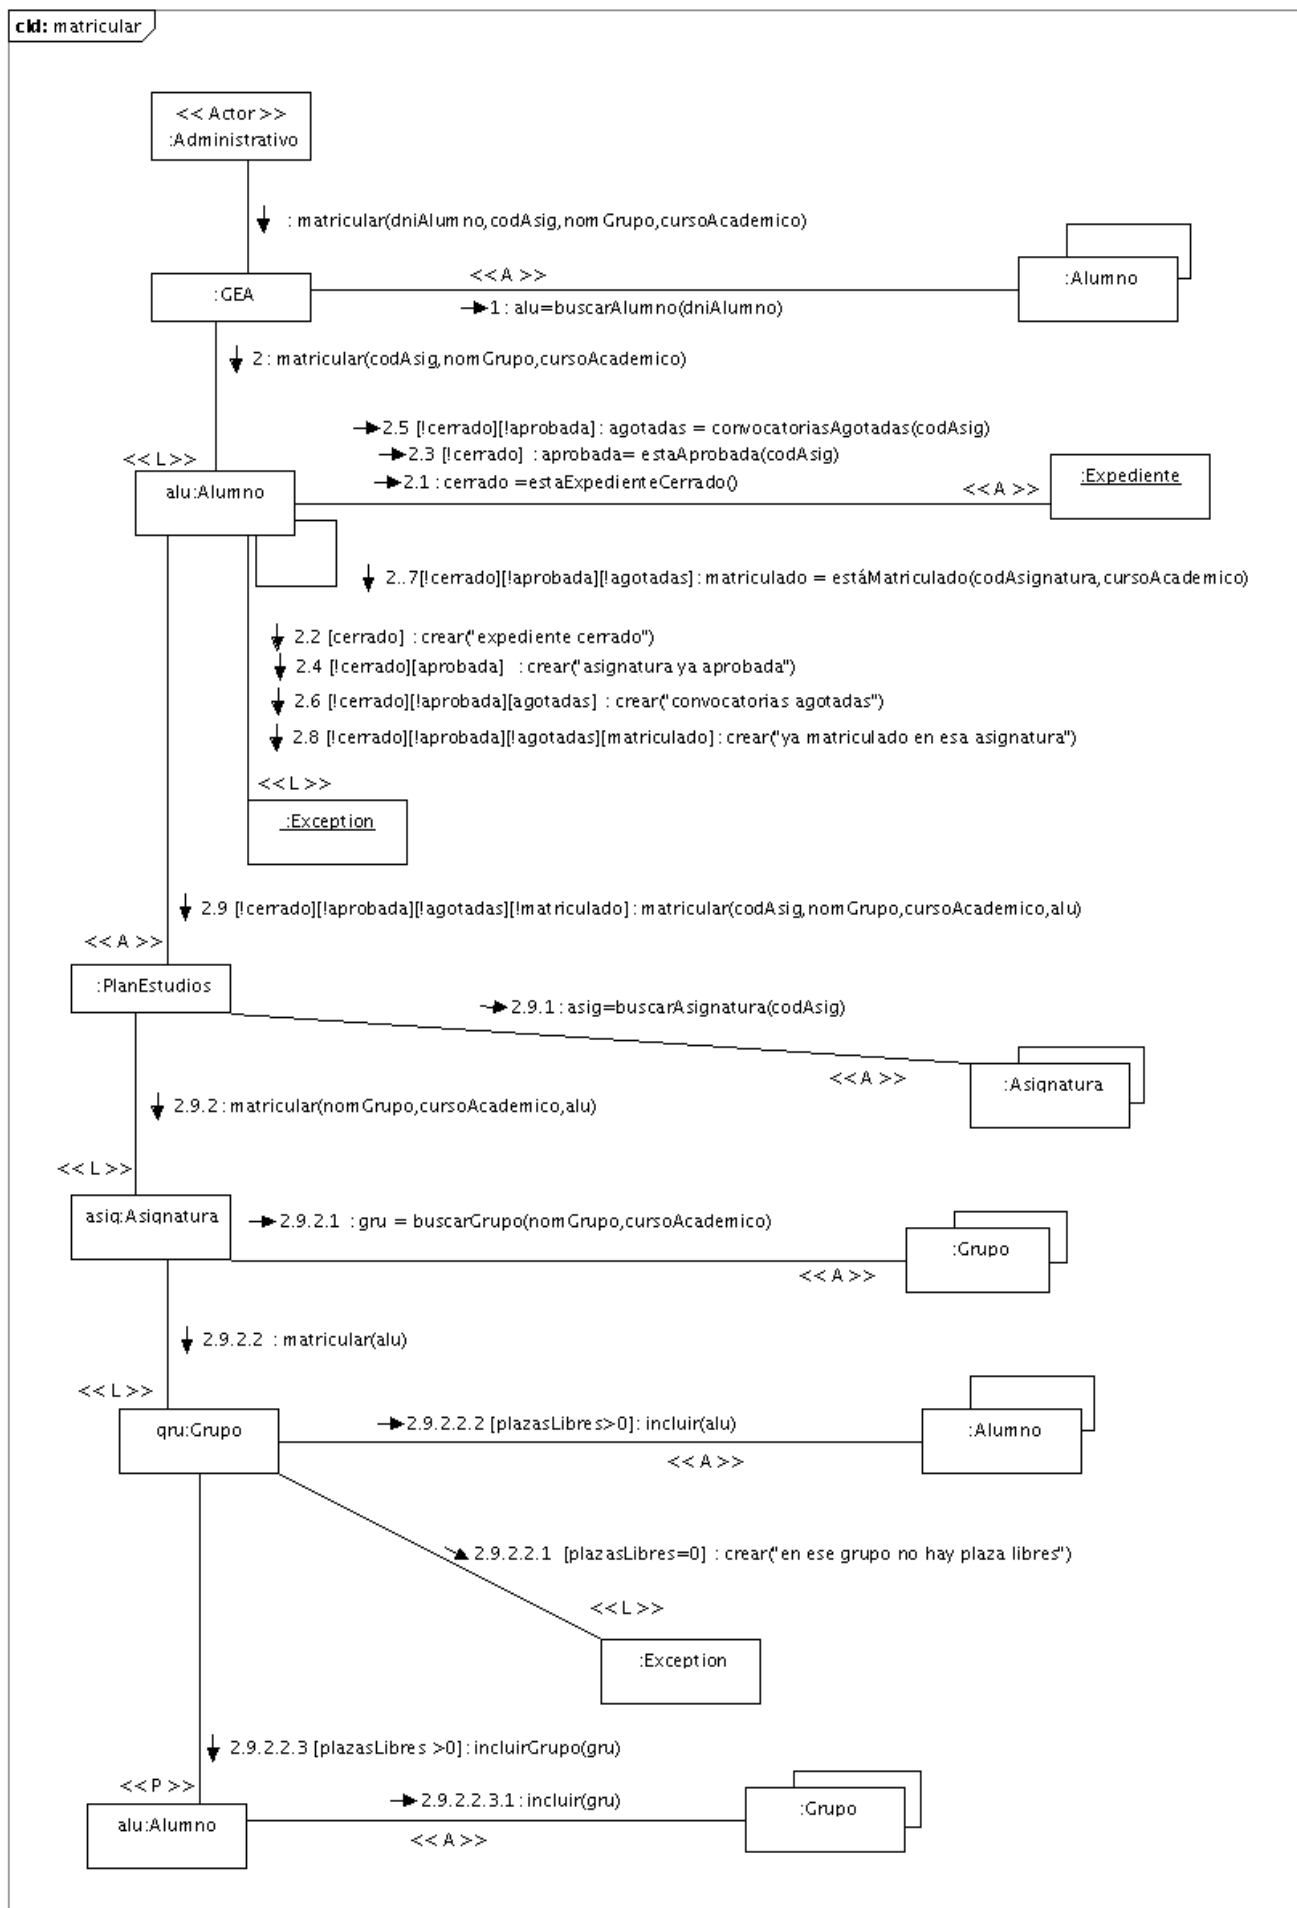 cld: matricular
<< Actor >>
:Administrativo
: matricular(dniAlumno,codAsig,nomGrupo,cursoAcademico)
<< A >>
:GEA
:Alumno
1 : alu=buscarAlumno(dniAlumno)
2 : matricular(codAsig,nomGrupo,cursoAcademico)
2.5 [!cerrado][!aprobada] : agotadas = convocatoriasAgotadas(codAsig)
2.3 [!cerrado] : aprobada= estaAprobada(codAsig)
<< L >>
2.1 : cerrado =estaExpedienteCerrado()
<< A >>
:Expediente
alu:Alumno
2..7[!cerrado][!aprobada][!agotadas] : matriculado = estáMatriculado(codAsignatura,cursoAcademico)
2.2 [cerrado] : crear("expediente cerrado")
2.4 [!cerrado][aprobada] : crear("asignatura ya aprobada")
2.6 [!cerrado][!aprobada][agotadas] : crear("convocatorias agotadas")
2.8 [!cerrado][!aprobada][!agotadas][matriculado] : crear("ya matriculado en esa asignatura")
<< L >>
:Exception
2.9 [!cerrado][!aprobada][!agotadas][!matriculado] : matricular(codAsig,nomGrupo,cursoAcademico,alu)
<< A >>
:PlanEstudios
2.9.1 : asig=buscarAsignatura(codAsig)
<< A >>
:Asignatura
2.9.2 : matricular(nomGrupo,cursoAcademico,alu)
<< L >>
asig:Asignatura
2.9.2.1 : gru = buscarGrupo(nomGrupo,cursoAcademico)
:Grupo
<< A >>
2.9.2.2 : matricular(alu)
<< L >>
gru:Grupo
2.9.2.2.2 [plazasLibres>0] : incluir(alu)
:Alumno
<< A >>
2.9.2.2.1 [plazasLibres=0] : crear("en ese grupo no hay plaza libres")
<< L >>
:Exception
2.9.2.2.3 [plazasLibres >0] : incluirGrupo(gru)
<< P >>
alu:Alumno
2.9.2.2.3.1 : incluir(gru)
:Grupo
<< A >>